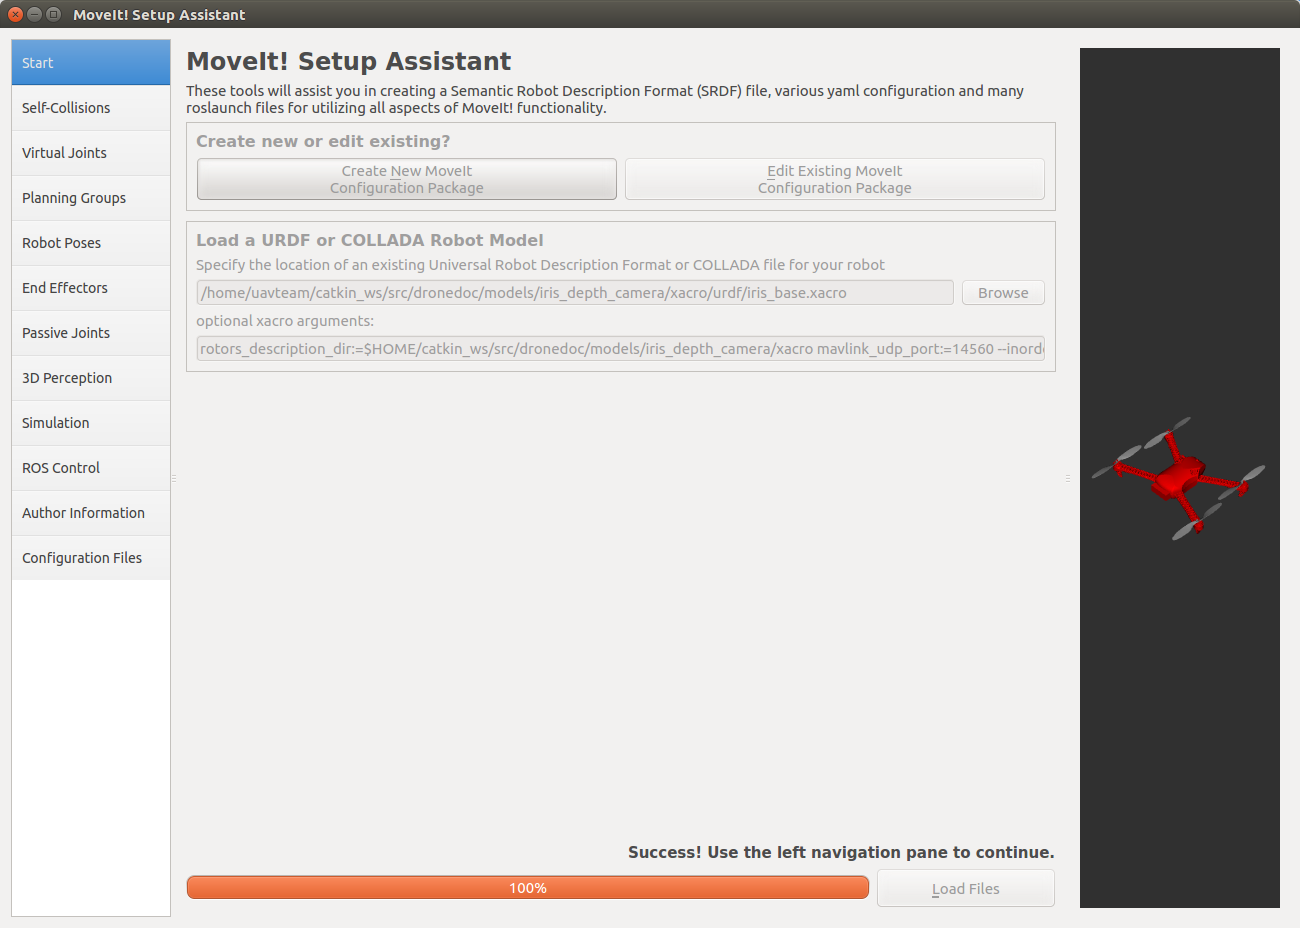 MoveIt! Setup Assistant
Start
Self-Collisions
Virtual Joints
Planning Groups
Robot Poses
End Effectors
Passive Joints
3D Perception
Simulation
ROS Control
Author Information
Configuration Files
MoveIt! Setup Assistant
These tools will assist you in creating a Semantic Robot Description Format (SRDF) file, various yaml configuration and many
roslaunch files for utilizing all aspects of MoveIt! functionality.
Create new or edit existing?
Create New MoveIt
Configuration Package
Edit Existing MoveIt
Configuration Package
Load a URDF or COLLADA Robot Model
Specify the location of an existing Universal Robot Description Format or COLLADA file for your robot
/home/uavteam/catkin_ws/src/dronedoc/models/iris_depth_camera/xacro/urdf/iris_base.xacro
Browse
optional xacro arguments:
rotors_description_dir:=$HOME/catkin_ws/src/dronedoc/models/iris_depth_camera/xacro mavlink_udp_port:=14560 --inord
Success! Use the left navigation pane to continue.
100%
Load Files